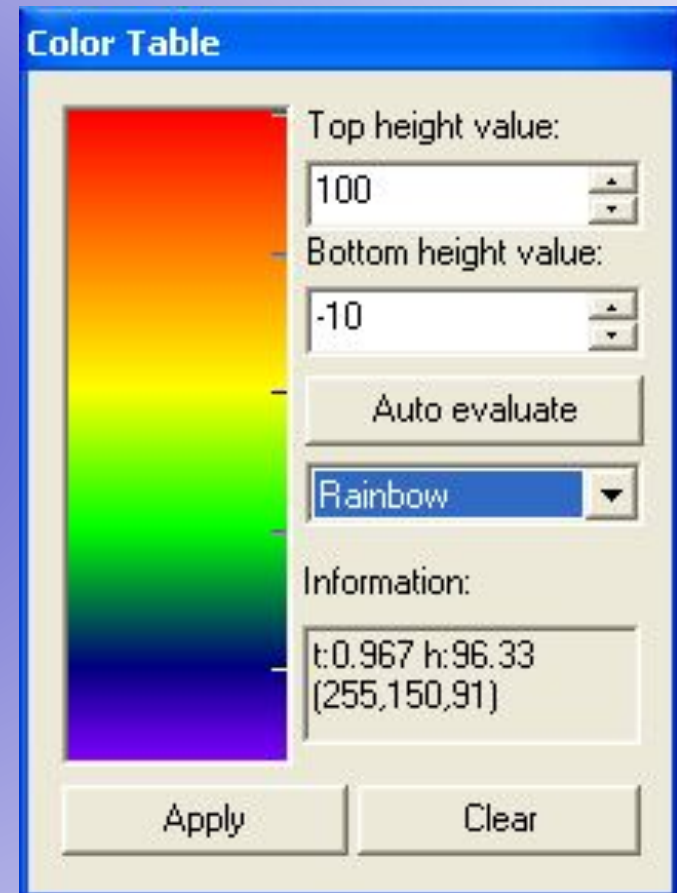 Color Table
Top height value:
100
Bottom height value:
-10
Auto evaluate
Rainbow
Information:
t:0.967 h:96.33
(255,150,91)
Apply
Clear